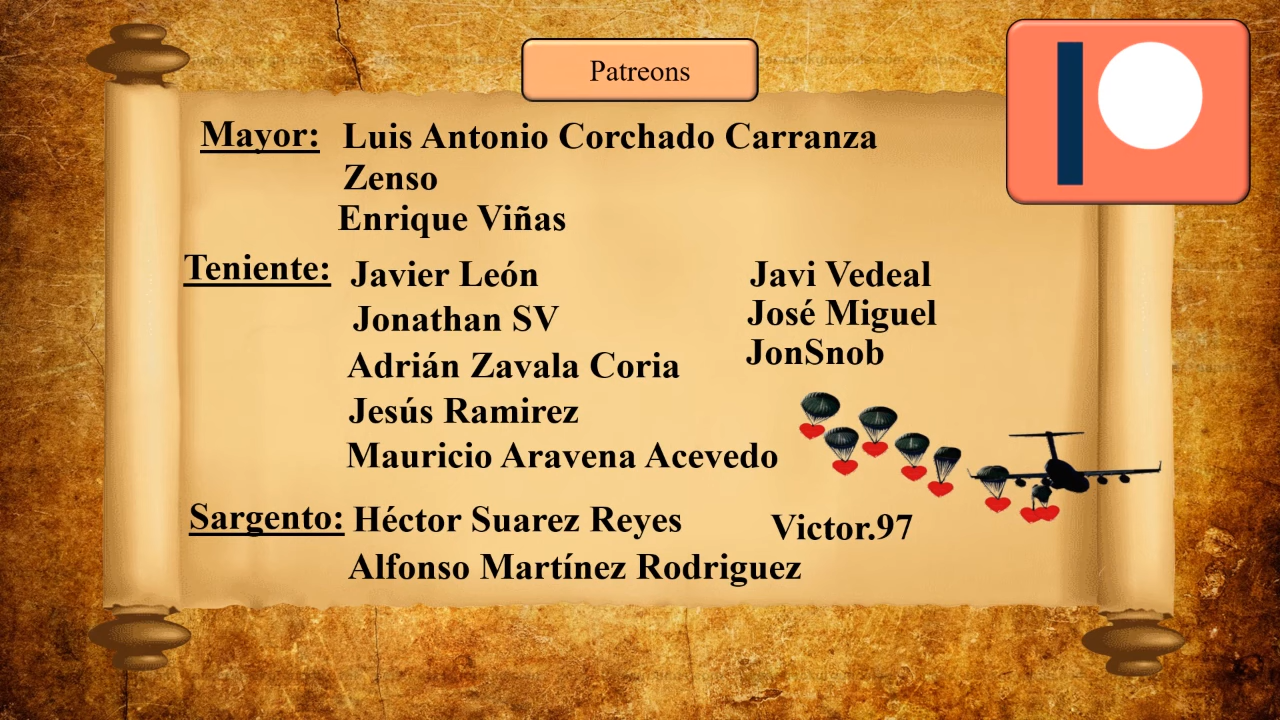 Patreons
Mayor: Luis Antonio Corchado Carranza
Zenso
Enrique Viñas
Teniente: Javier León
Jonathan SV
Adrián Zavala Coria
Jesús Ramirez
Mauricio Aravena Acevedo
Javi Vedeal
José Miguel
JonSnob
Sargento: Héctor Suarez Reyes
Alfonso Martínez Rodriguez
Victor.97